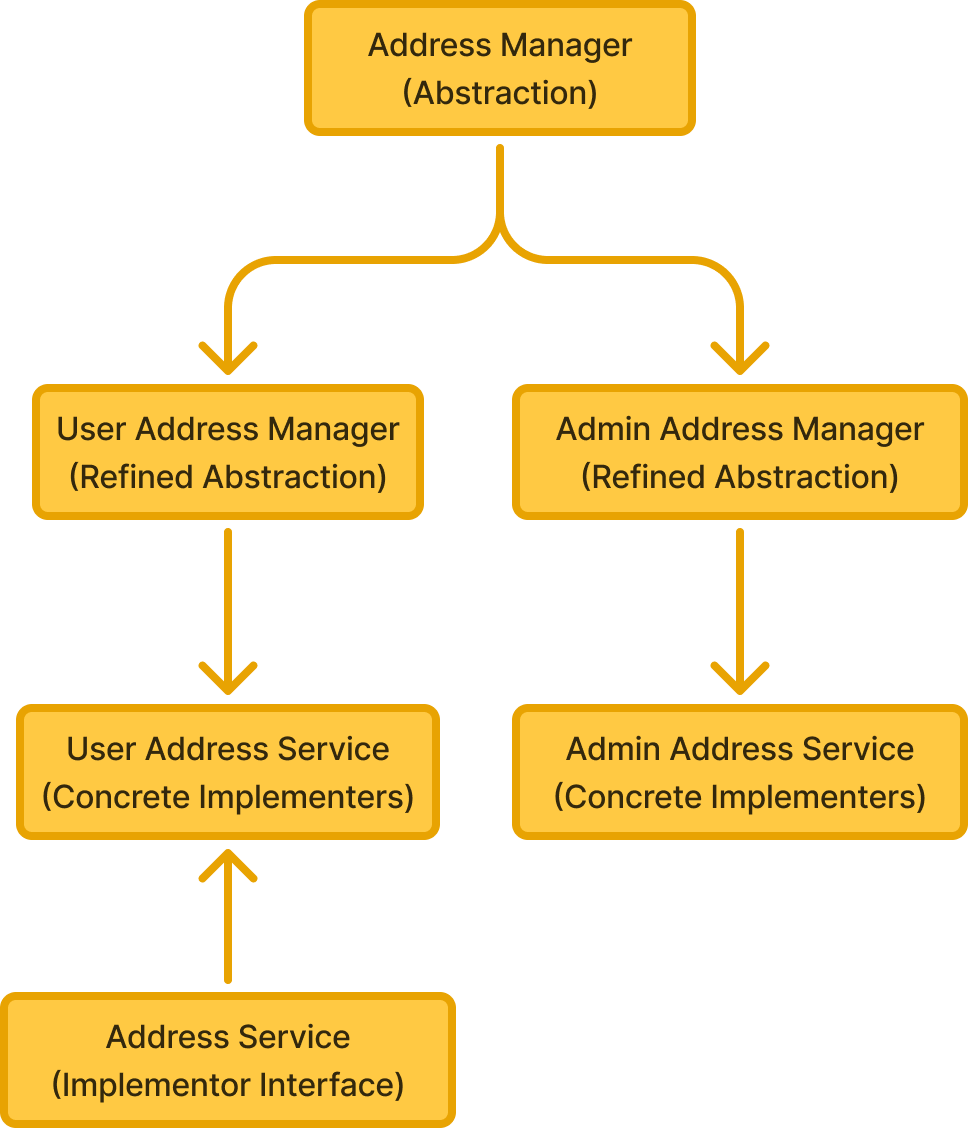 Address Manager
(Abstraction)
User Address Manager
(Refined Abstraction)
Admin Address Manager
(Refined Abstraction)
User Address Service
(Concrete Implementers)
Admin Address Service
(Concrete Implementers)
Address Service
(Implementor Interface)